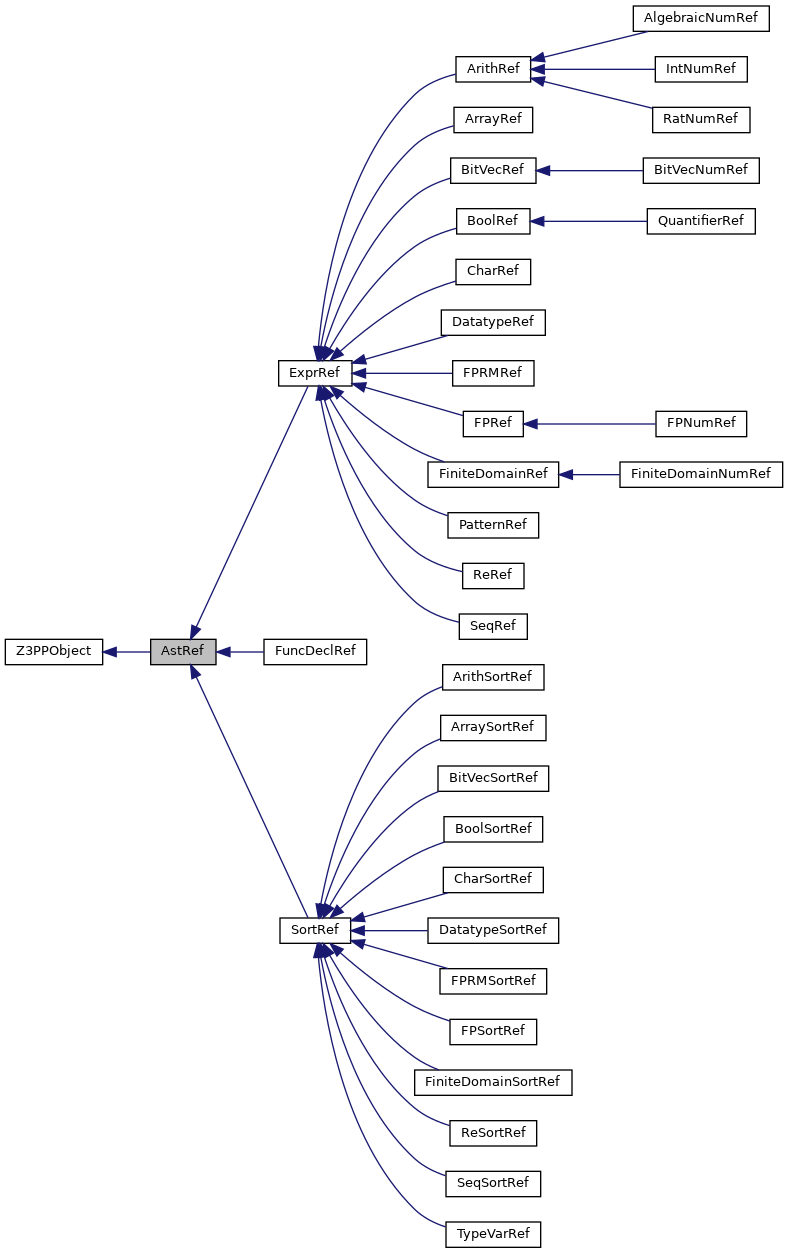 AlgebraicNumRef
ArithRef
IntNumRef
RatNumRef
ArrayRef
BitVecRef
BitVecNumRef
BoolRef
QuantifierRef
CharRef
DatatypeRef
ExprRef
FPRMRef
FPRef
FPNumRef
FiniteDomainRef
FiniteDomainNumRef
PatternRef
ReRef
SeqRef
Z3PPObject
AstRef
FuncDeclRef
ArithSortRef
ArraySortRef
BitVecSortRef
BoolSortRef
CharSortRef
SortRef
DatatypeSortRef
FPRMSortRef
FPSortRef
FiniteDomainSortRef
ReSortRef
SeqSortRef
TypeVarRef